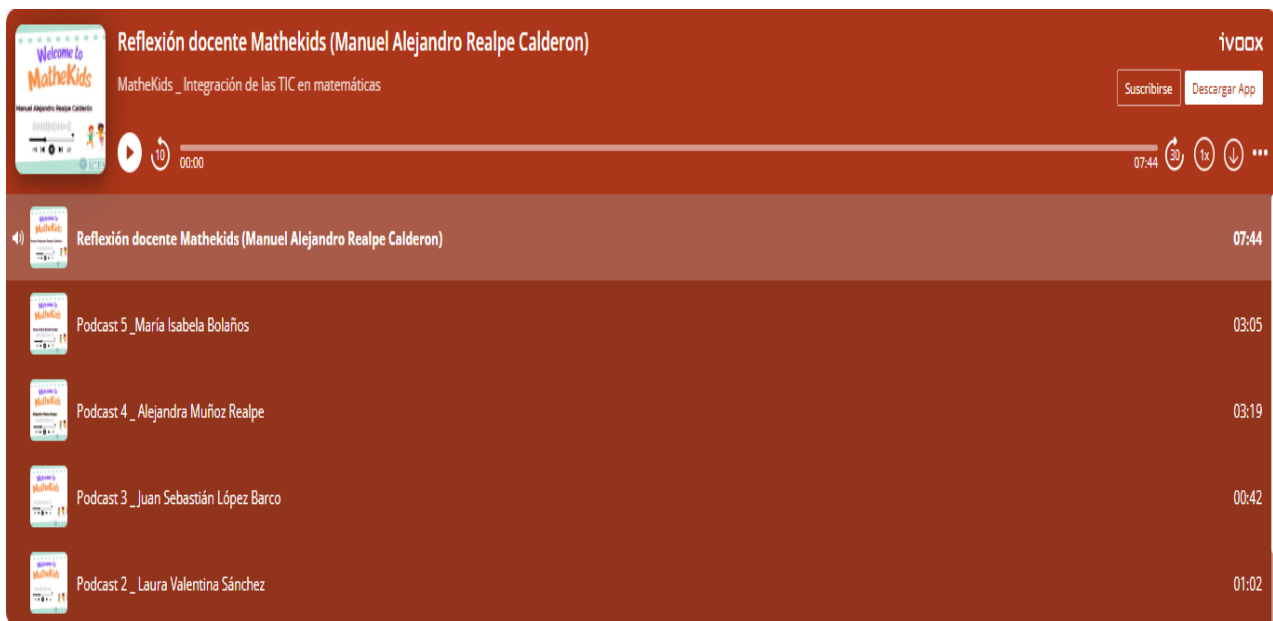 Welcome to
MatheKids
Manuel Alejandro Realpe Calderón
Reflexión docente Mathekids (Manuel Alejandro Realpe Calderon)
ivoox
MatheKids _ Integración de las TIC en matemáticas
Suscribirse
Descargar App
10
00:00
07:44
30
1x
Reflexión docente Mathekids (Manuel Alejandro Realpe Calderon)
07:44
Podcast 5 _María Isabela Bolaños
03:05
Podcast 4 _ Alejandra Muñoz Realpe
03:19
Podcast 3 _ Juan Sebastián López Barco
00:42
Podcast 2 _ Laura Valentina Sánchez
01:02